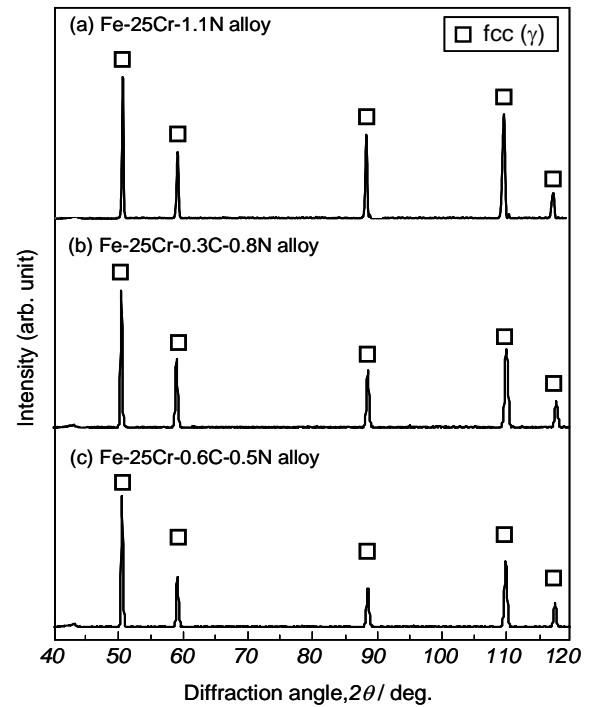 (a) Fe-25Cr-1.1N alloy
fcc (γ)
(b) Fe-25Cr-0.3C-0.8N alloy
(c) Fe-25Cr-0.6C-0.5N alloy
Intensity (arb. unit)
40 50 60 70 80 90 100 110 120
Diffraction angle,2θ / deg.